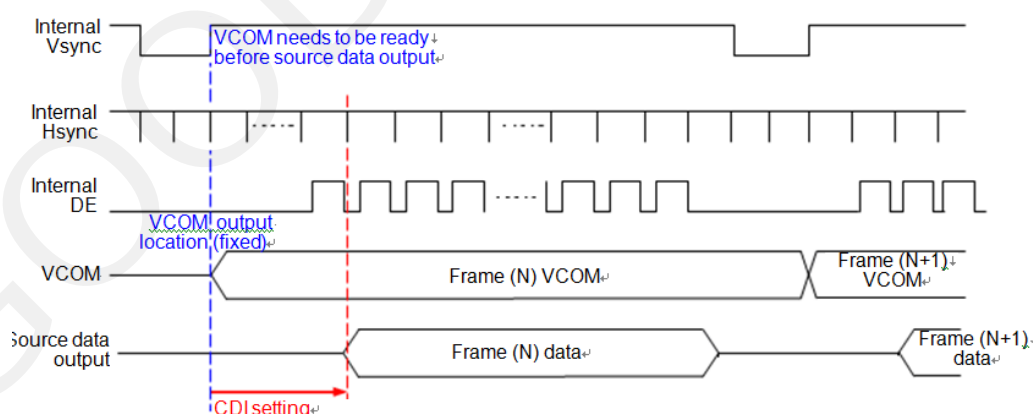 Internal
Vsync
VCOM needs to be ready
before source data output
Internal
Hsync
Internal
DE
VCOM output
location (fixed)
VCOM
Frame (N) VCOM
Frame (N+1)
VCOM
Source data
output
Frame (N) data
Frame (N+1)
data
CDI setting
GOOD